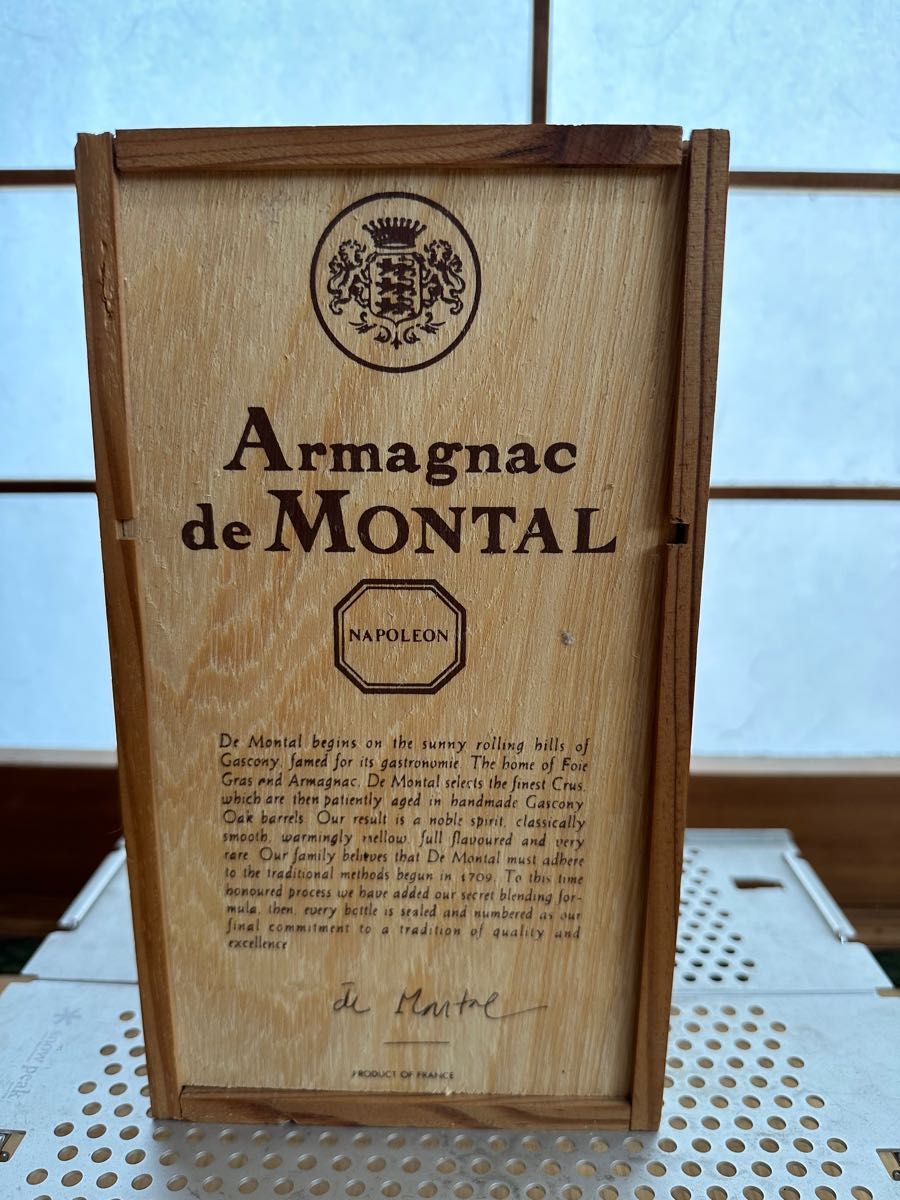 Armagnac
de MONTAL
NAPOLEON
De Montal begins on the sunny rolling hills of
Gascony, famed for its gastronomie. The home of Foie
Gras and Armagnac. De Montal selects the finest Crus,
which are then patiently aged in handmade Gascony
Oak barrels. Our result is a noble spirit, classically
smooth, warmingly mellow, full flavoured and very
rare. Our family believes that De Montal must adhere
to the traditional methods begun in 1709. To this time
honoured process we have added our secret blending for-
mula, then, every bottle is sealed and numbered as our
final commitment to a tradition of quality and
excellence
de Montal
PRODUCT OF FRANCE
snow peak